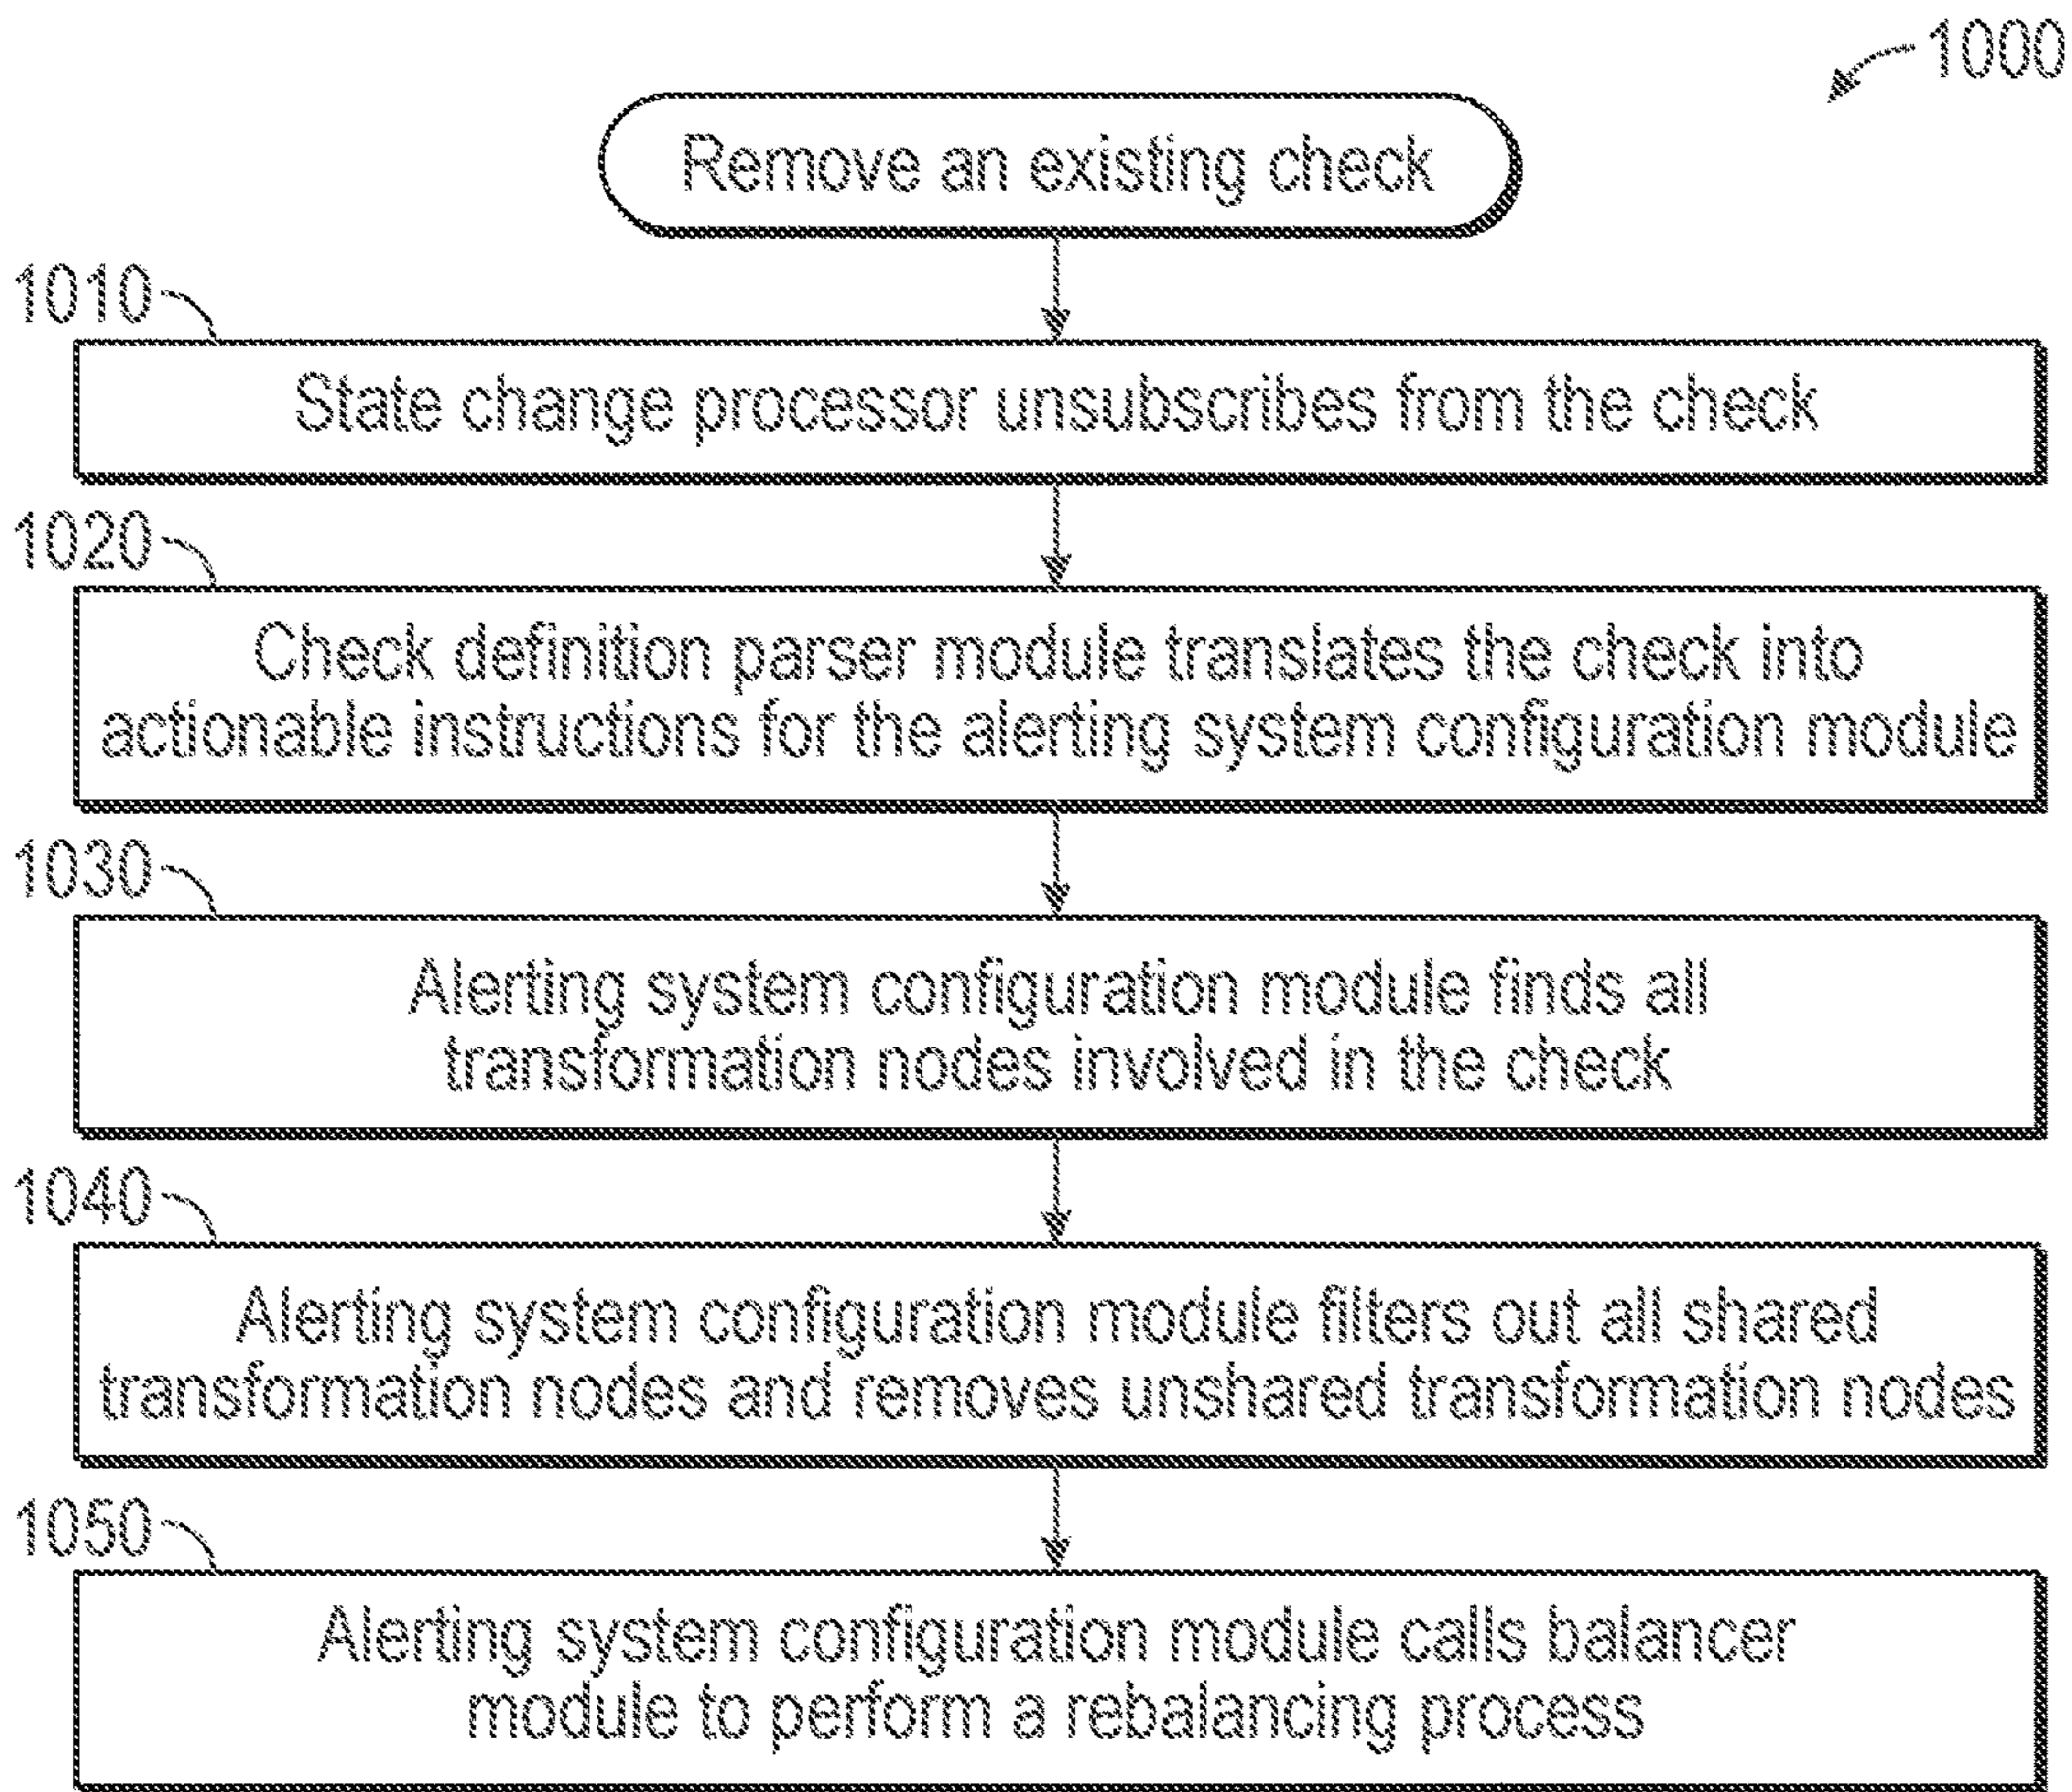 1000
Remove an existing check
1010
State change processor unsubscribes from the check
1020
Check definition parser module translates the check into
actionable instructions for the alerting system configuration module
1030
Alerting system configuration module finds all
transformation nodes involved in the check
1040
Alerting system configuration module filters out all shared
transformation nodes and removes unshared transformation nodes
1050
Alerting system configuration module calls balancer
module to perform a rebalancing process